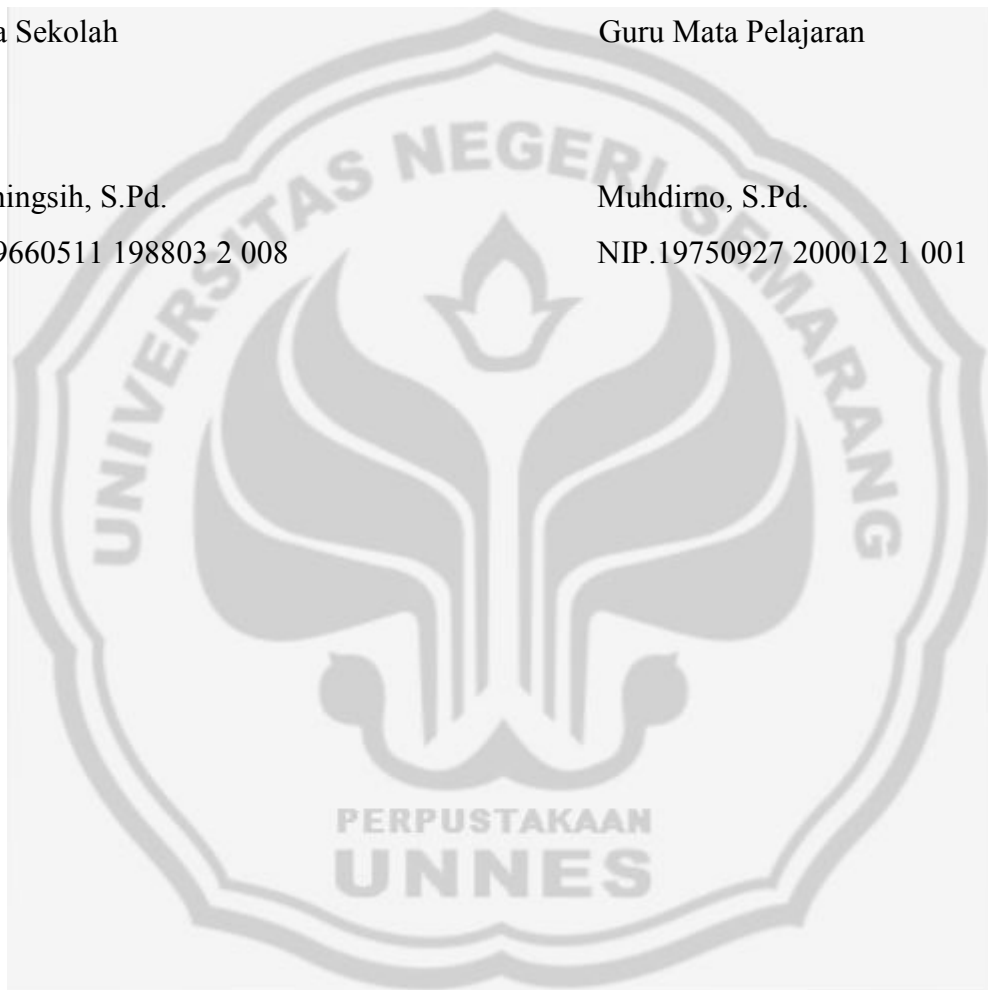 a Sekolah Guru Mata Pelajaran
ningsih, S.Pd. Muhdirno, S.Pd.
9660511 198803 2 008 NIP.19750927 200012 1 001
UNIVERSITAS NEGERI SEMARANG
PERPUSTAKAAN
UNNES